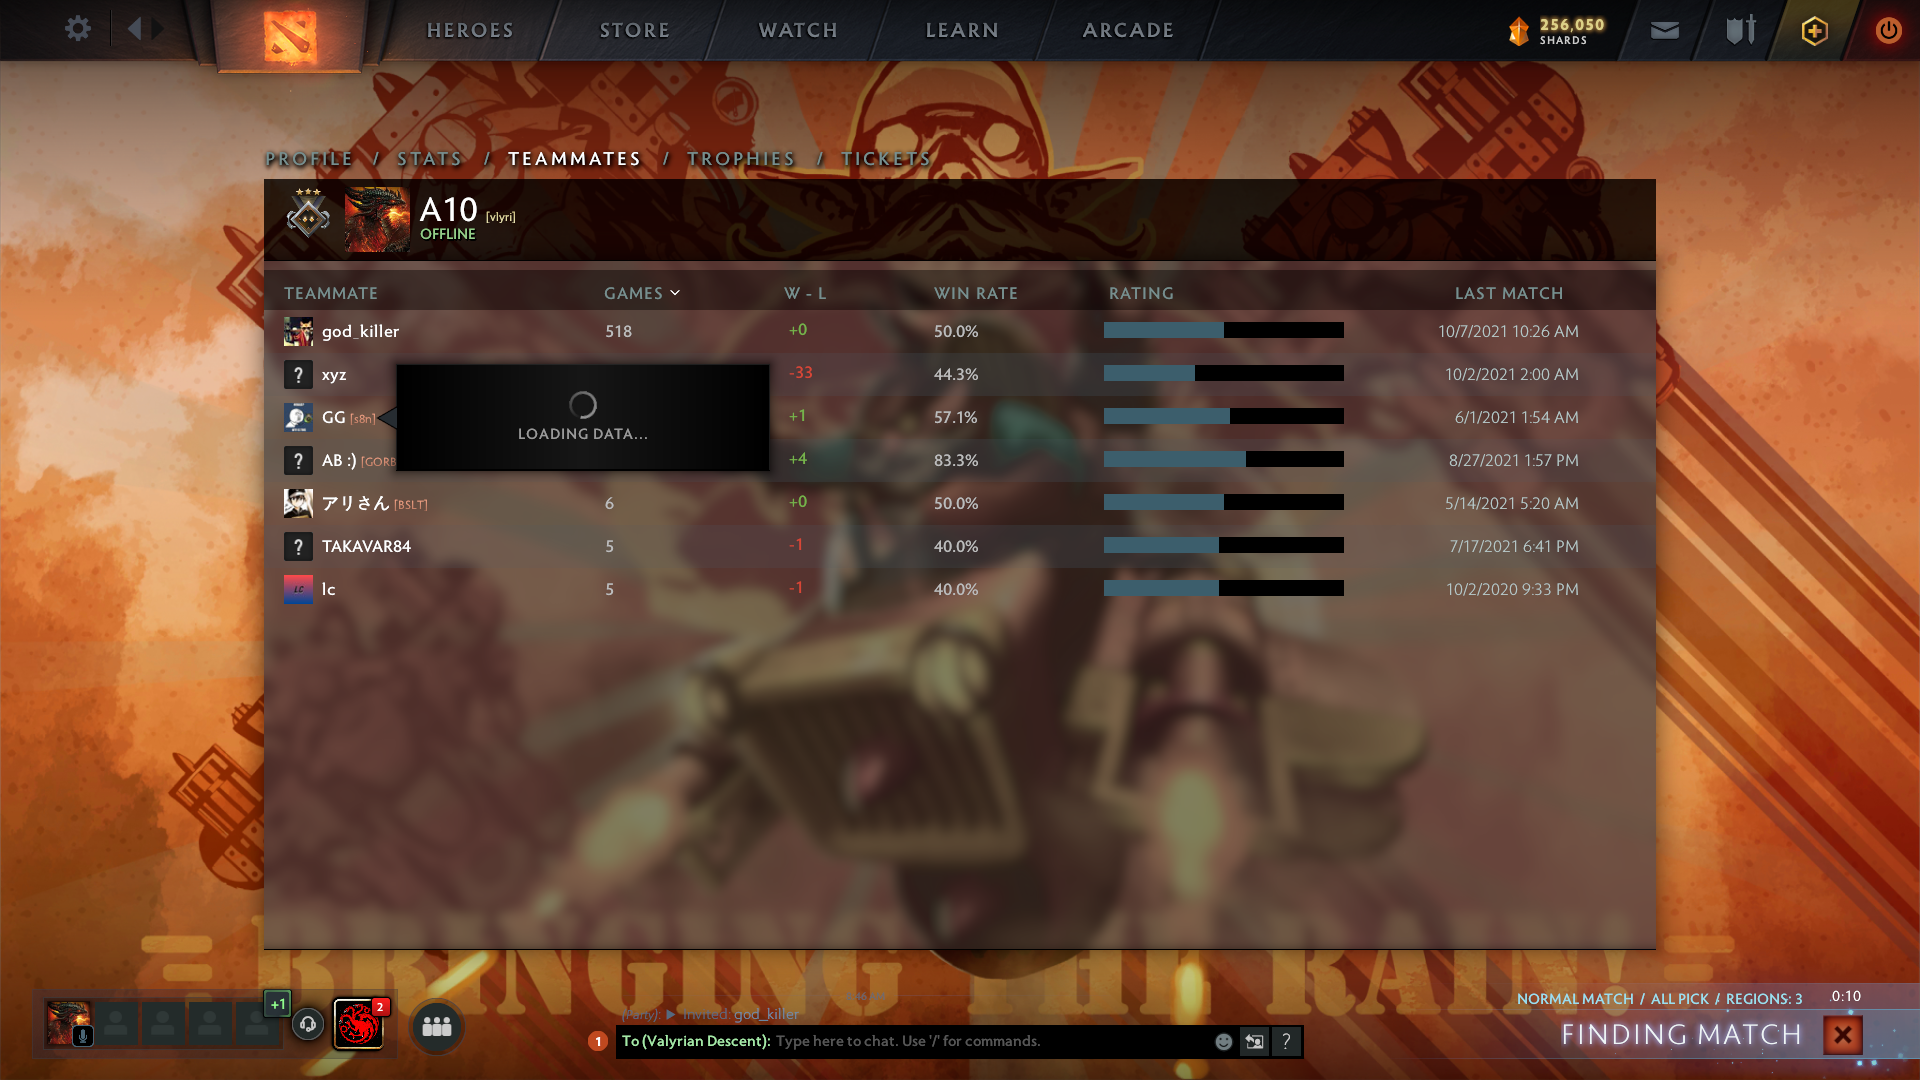 HEROES
STORE
WATCH
LEARN
ARCADE
256,050
SHARDS
PROFILE / STATS / TEAMMATES / TROPHIES / TICKETS
A10 [vlyri]
OFFLINE
TEAMMATE GAMES W - L WIN RATE RATING LAST MATCH
god_killer 518 +0 50.0% 10/7/2021 10:26 AM
? xyz -33 44.3% 10/2/2021 2:00 AM
GG [s8n] +1 57.1% 6/1/2021 1:54 AM
LOADING DATA...
? AB :) [GORB +4 83.3% 8/27/2021 1:57 PM
アリさん [BSLT] 6 +0 50.0% 5/14/2021 5:20 AM
? TAKAVAR84 5 -1 40.0% 7/17/2021 6:41 PM
LC lc 5 -1 40.0% 10/2/2020 9:33 PM
BRINGING THE RAIN!
+1
2
(Party): Invited: god_killer
1 To (Valyrian Descent): Type here to chat. Use '/' for commands. ?
NORMAL MATCH / ALL PICK / REGIONS: 3 0:10
FINDING MATCH